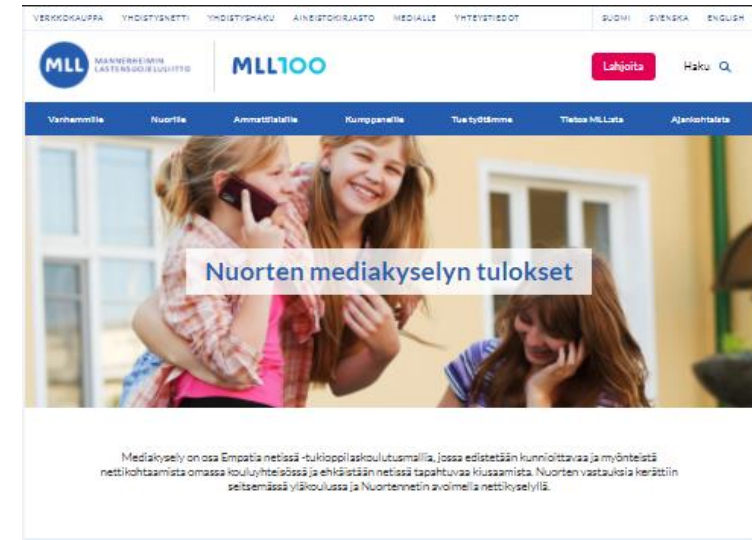 VERKKOKAUPPA YHDISTYSNETTI YHDISTYSHAKU AINEISTOKIRJASTO MEDIALLE YHTEYSTIEDOT SUOMI SVENSKA ENGLISH
MLL MANNERHEIMIN
LASTENSUOJELULIITTO
MLL100
Lahjoita
Haku
Vanhemmille Nuorille Ammattilaisille Kumppaneille Tue työtämme Tietoa MLL:sta Ajankohtaista
Nuorten mediakyselyn tulokset
Mediakysely on osa Empatia netissä -tukioppilaskoulutusmallia, jossa edistetään kunnioittavaa ja myönteistä
nettikohtaamista omassa kouluyhteisössä ja ehkäistään netissä tapahtuvaa kiusaamista. Nuorten vastauksia kerättiin
seitsemässä yläkoulussa ja Nuortennetin avoimella nettikyselyllä.